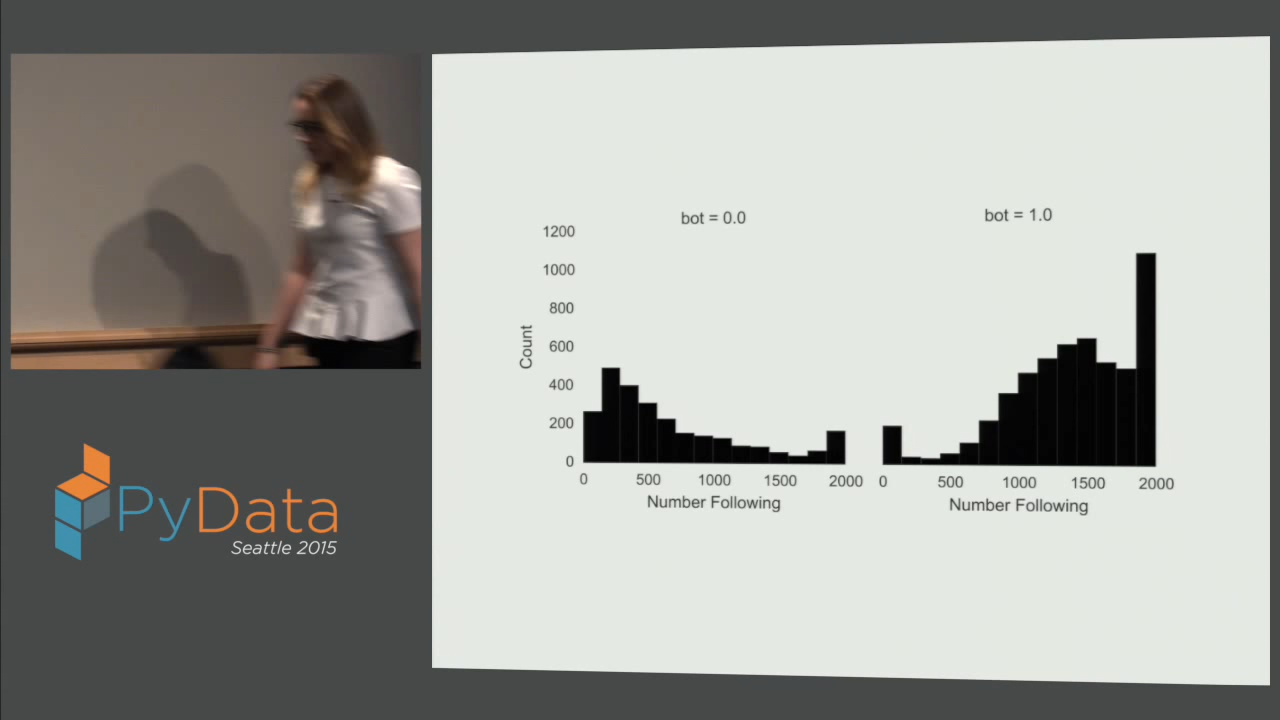 bot = 0.0
bot = 1.0
1200
1000
800
600
400
200
0
Count
0 500 1000 1500 2000
0 500 1000 1500 2000
Number Following
Number Following
PyData
Seattle 2015